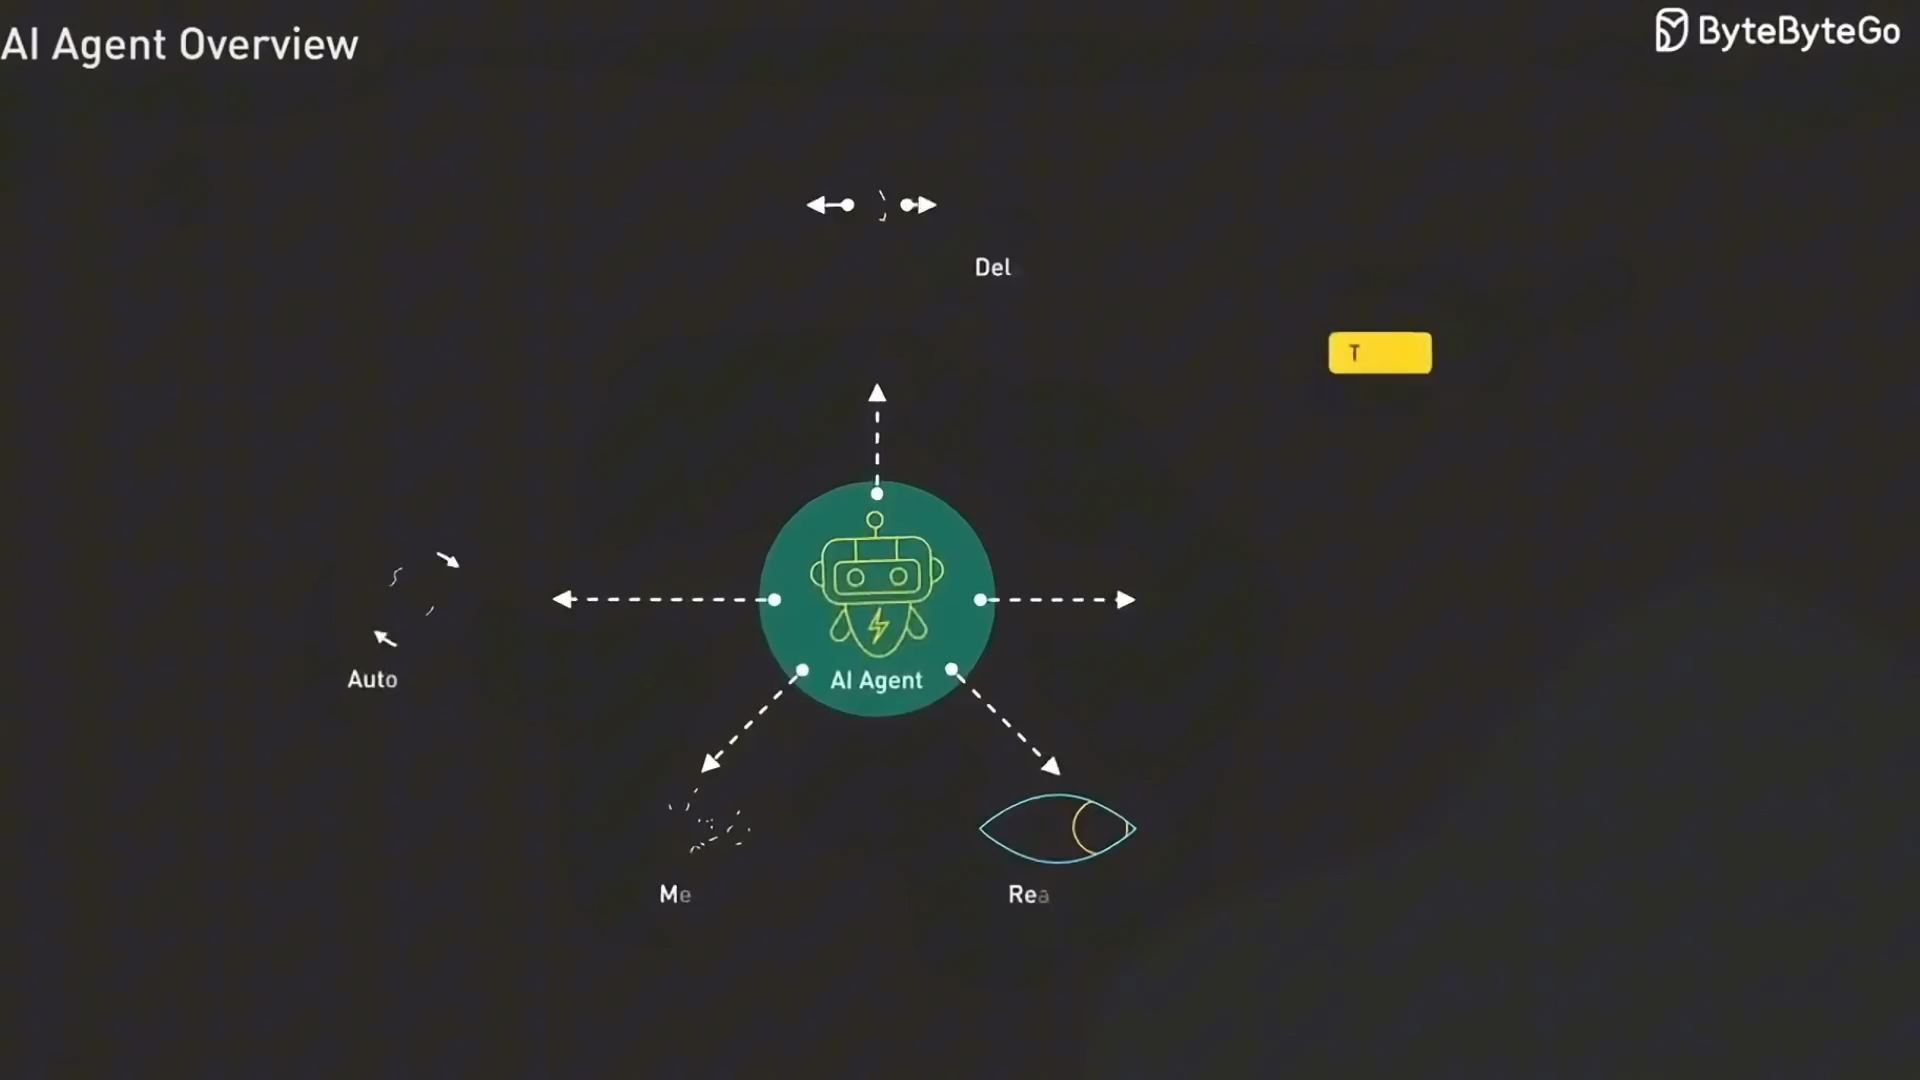 AI Agent Overview
ByteByteGo
Del
T
AI Agent
Auto
Me
Rea